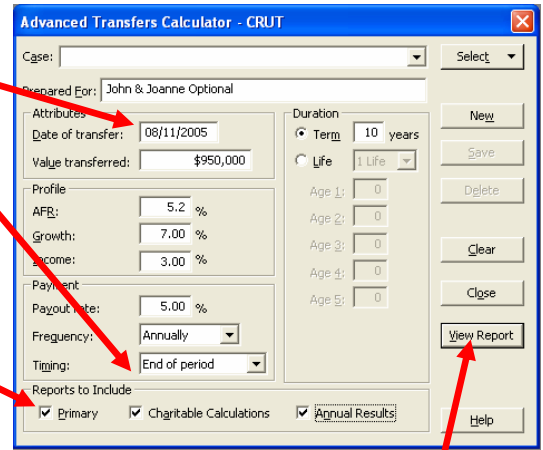 Advanced Transfers Calculator - CRUT
Case:
Select
Prepared For: John & Joanne Optional
Attributes
Date of transfer: 08/11/2005
Value transferred: $950,000
Duration
Term 10 years
Life 1 Life
Age 1: 0
Age 2: 0
Age 3: 0
Age 4: 0
Age 5: 0
New
Save
Delete
Clear
Close
View Report
Help
Profile
AFR: 5.2 %
Growth: 7.00 %
Income: 3.00 %
Payment
Payout rate: 5.00 %
Frequency: Annually
Timing: End of period
Reports to Include
Primary Charitable Calculations Annual Results